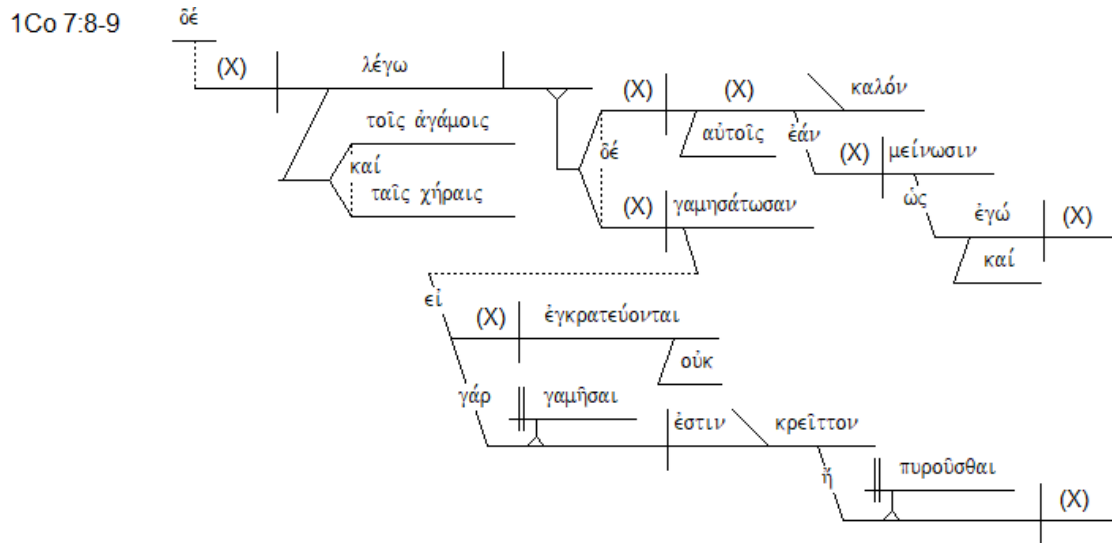 1Co 7:8-9
δέ
(X) λέγω
τοῖς ἀγάμοις
καί
ταῖς χήραις
(X) (X) καλόν
δέ αὐτοῖς ἐάν
(X) μείνωσιν
ὡς
(X) γαμησάτωσαν
ἐγώ (X)
καί
εἰ
(X) ἐγκρατεύονται
οὐκ
γάρ γαμῆσαι
ἐστιν κρεῖττον
ἤ πυροῦσθαι
(X)